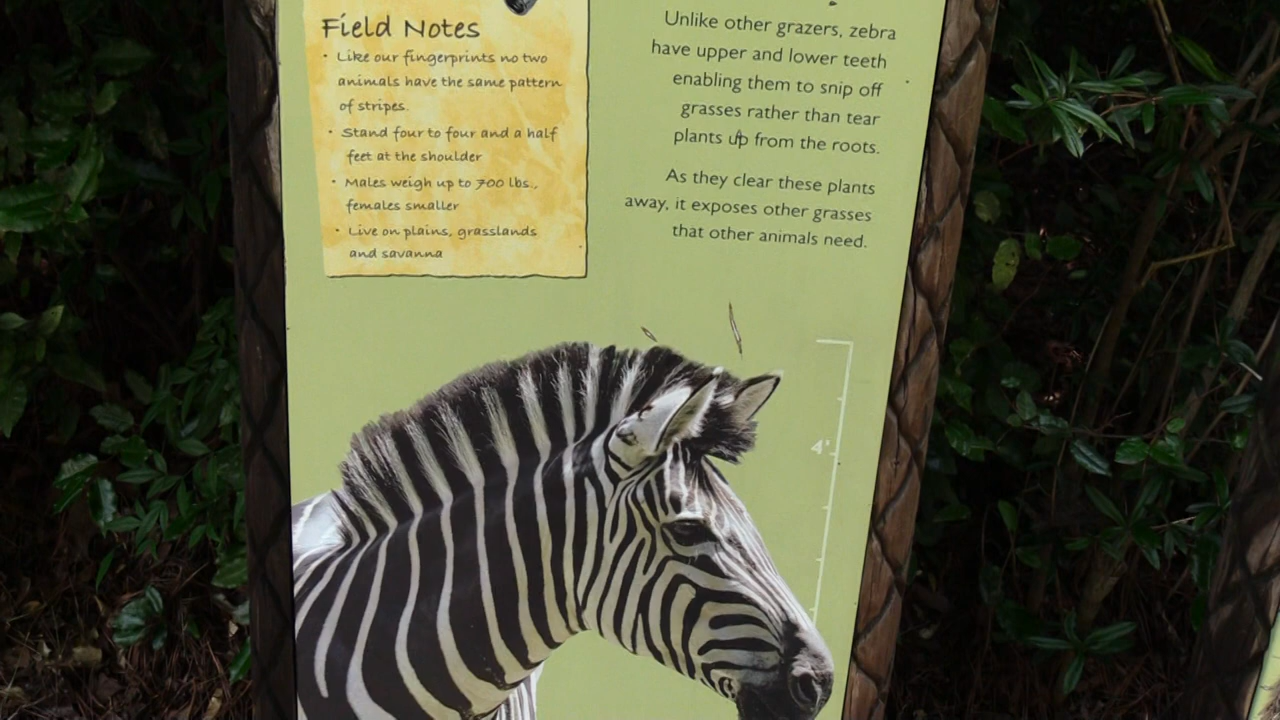 Field Notes
• Like our fingerprints no two
animals have the same pattern
of stripes.
• Stand four to four and a half
feet at the shoulder
• Males weigh up to 700 lbs.,
females smaller
• Live on plains, grasslands
and savanna
Unlike other grazers, zebra
have upper and lower teeth
enabling them to snip off
grasses rather than tear
plants up from the roots.
As they clear these plants
away, it exposes other grasses
that other animals need.
4'